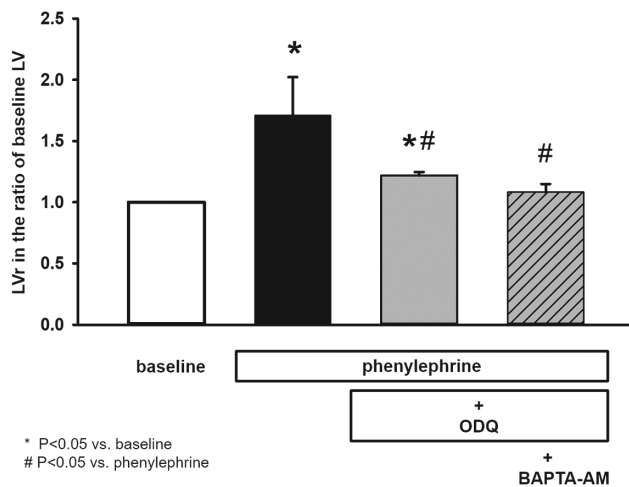 LVr in the ratio of baseline LV
2.5
2.0
1.5
1.0
0.5
0.0
*
*#
#
baseline
phenylephrine
+
ODQ
+
BAPTA-AM
* P<0.05 vs. baseline
# P<0.05 vs. phenylephrine